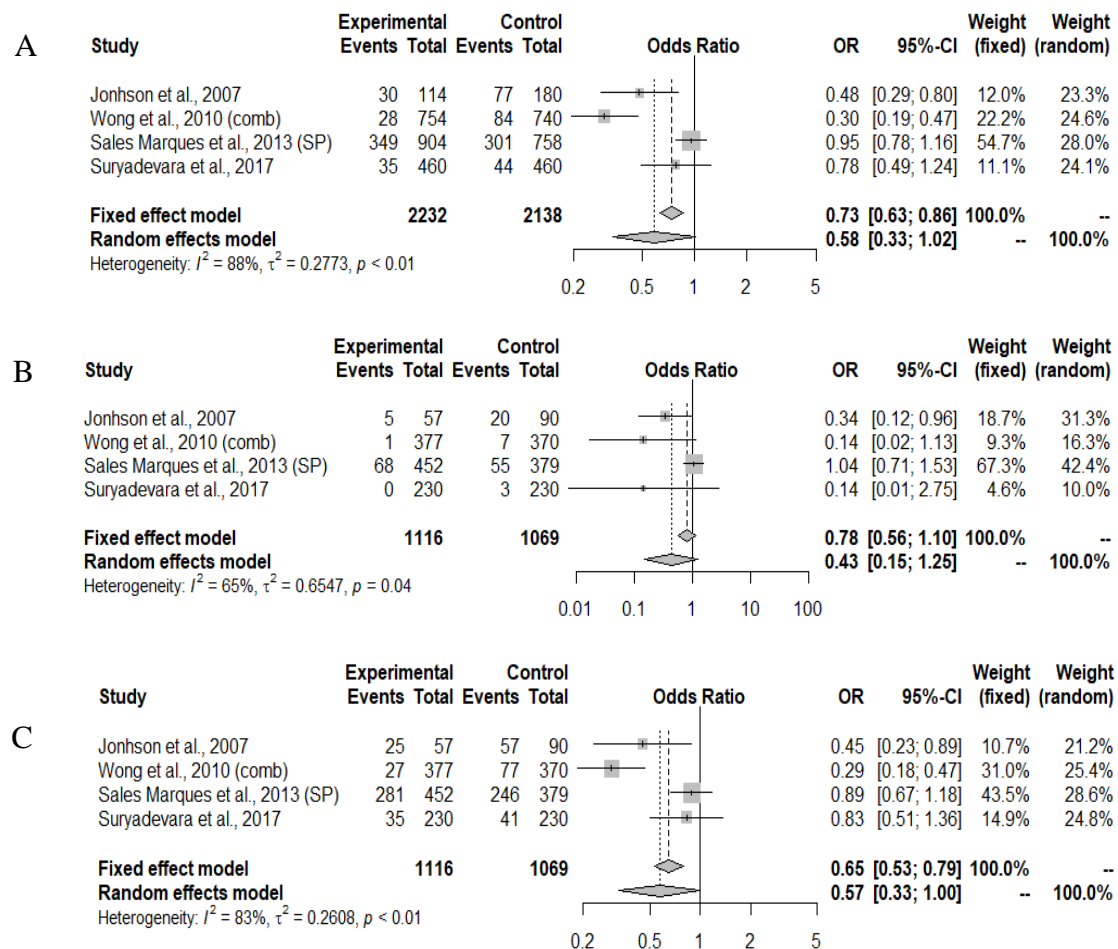 A
Experimental Control Weight Weight
Study Events Total Events Total Odds Ratio OR 95%-CI (fixed) (random)
Jonhson et al., 2007 30 114 77 180 0.48 [0.29; 0.80] 12.0% 23.3%
Wong et al., 2010 (comb) 28 754 84 740 0.30 [0.19; 0.47] 22.2% 24.6%
Sales Marques et al., 2013 (SP) 349 904 301 758 0.95 [0.78; 1.16] 54.7% 28.0%
Suryadevara et al., 2017 35 460 44 460 0.78 [0.49; 1.24] 11.1% 24.1%
Fixed effect model 2232 2138 0.73 [0.63; 0.86] 100.0% --
Random effects model 0.58 [0.33; 1.02] -- 100.0%
Heterogeneity: I² = 88%, τ² = 0.2773, p < 0.01
0.2 0.5 1 2 5
B
Experimental Control Weight Weight
Study Events Total Events Total Odds Ratio OR 95%-CI (fixed) (random)
Jonhson et al., 2007 5 57 20 90 0.34 [0.12; 0.96] 18.7% 31.3%
Wong et al., 2010 (comb) 1 377 7 370 0.14 [0.02; 1.13] 9.3% 16.3%
Sales Marques et al., 2013 (SP) 68 452 55 379 1.04 [0.71; 1.53] 67.3% 42.4%
Suryadevara et al., 2017 0 230 3 230 0.14 [0.01; 2.75] 4.6% 10.0%
Fixed effect model 1116 1069 0.78 [0.56; 1.10] 100.0% --
Random effects model 0.43 [0.15; 1.25] -- 100.0%
Heterogeneity: I² = 65%, τ² = 0.6547, p = 0.04
0.01 0.1 1 10 100
C
Experimental Control Weight Weight
Study Events Total Events Total Odds Ratio OR 95%-CI (fixed) (random)
Jonhson et al., 2007 25 57 57 90 0.45 [0.23; 0.89] 10.7% 21.2%
Wong et al., 2010 (comb) 27 377 77 370 0.29 [0.18; 0.47] 31.0% 25.4%
Sales Marques et al., 2013 (SP) 281 452 246 379 0.89 [0.67; 1.18] 43.5% 28.6%
Suryadevara et al., 2017 35 230 41 230 0.83 [0.51; 1.36] 14.9% 24.8%
Fixed effect model 1116 1069 0.65 [0.53; 0.79] 100.0% --
Random effects model 0.57 [0.33; 1.00] -- 100.0%
Heterogeneity: I² = 83%, τ² = 0.2608, p < 0.01
0.2 0.5 1 2 5